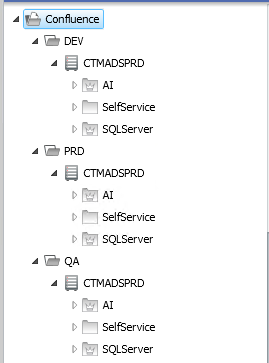 Confluence
DEV
CTMADSPRD
AI
SelfService
SQLServer
PRD
CTMADSPRD
AI
SelfService
SQLServer
QA
CTMADSPRD
AI
SelfService
SQLServer